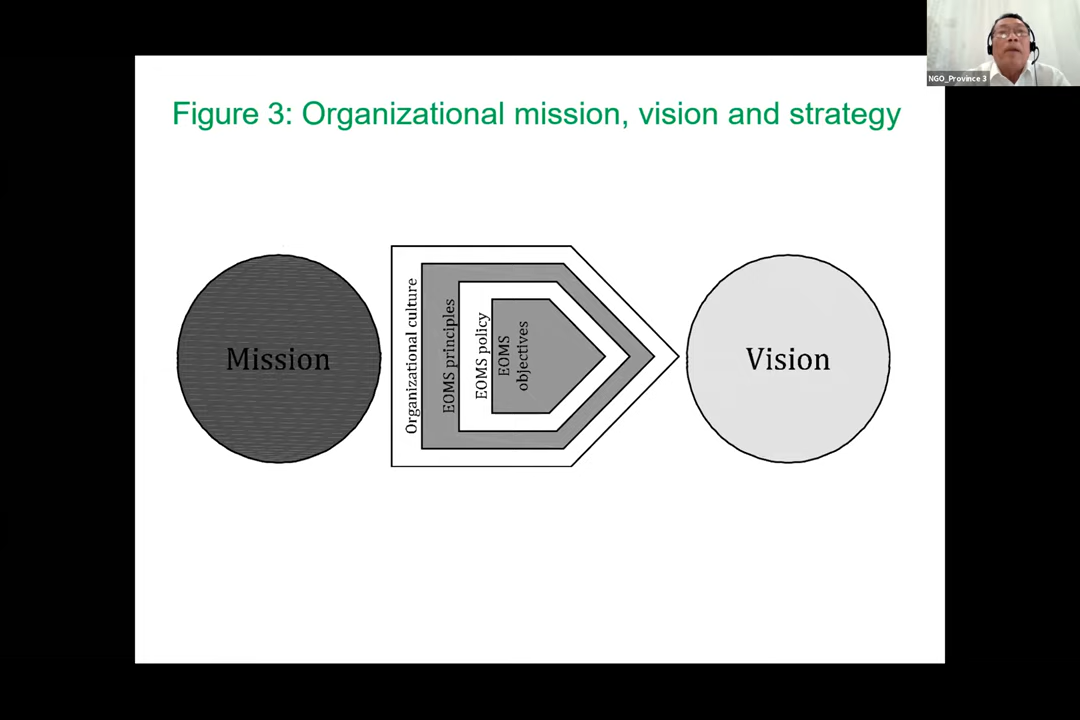 NGO_Province 3
Figure 3: Organizational mission, vision and strategy
Mission
Organizational culture
EOMS principles
EOMS policy
EOMS
objectives
Vision